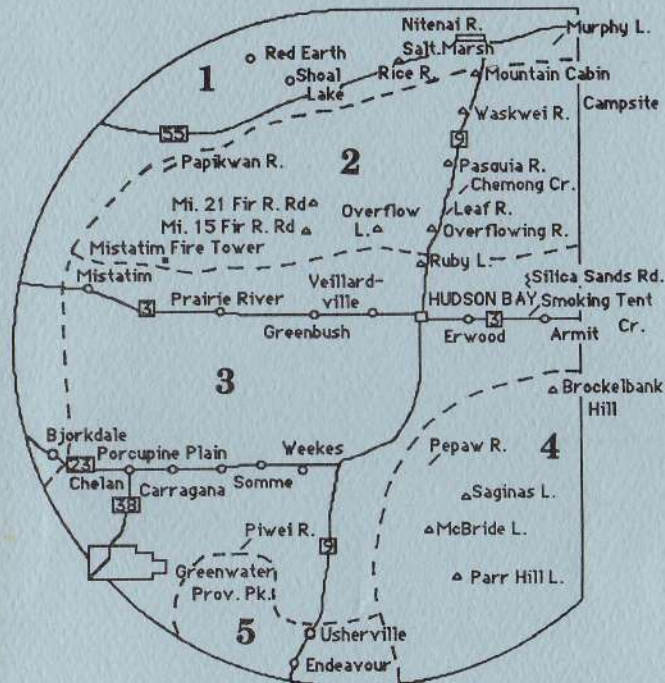 Nitenai R.
Murphy L.
Red Earth
Salt.Marsh
1
Shoal
Lake
Rice R.
Mountain Cabin
Campsite
Waskwei R.
55
9
2
Papikwan R.
Pasquia R.
Chemong Cr.
Mi. 21 Fir R. Rd
Overflow
L.
Leaf R.
Mi. 15 Fir R. Rd
Overflowing R.
Mistatim Fire Tower
Ruby L.
Mistatim
Veillard-
ville
Silica Sands Rd.
Prairie River
HUDSON BAY
Smoking Tent
Cr.
3
3
Greenbush
Erwood
Armit
3
Brockelbank
Hill
Bjorkdale
4
Porcupine Plain
Weekes
Pepaw R.
23
Chelan
Carragana
Somme
38
Saginas L.
Piwei R.
McBride L.
9
Greenwater
Prov. Pk.
Parr Hill L.
5
Usherville
Endeavour